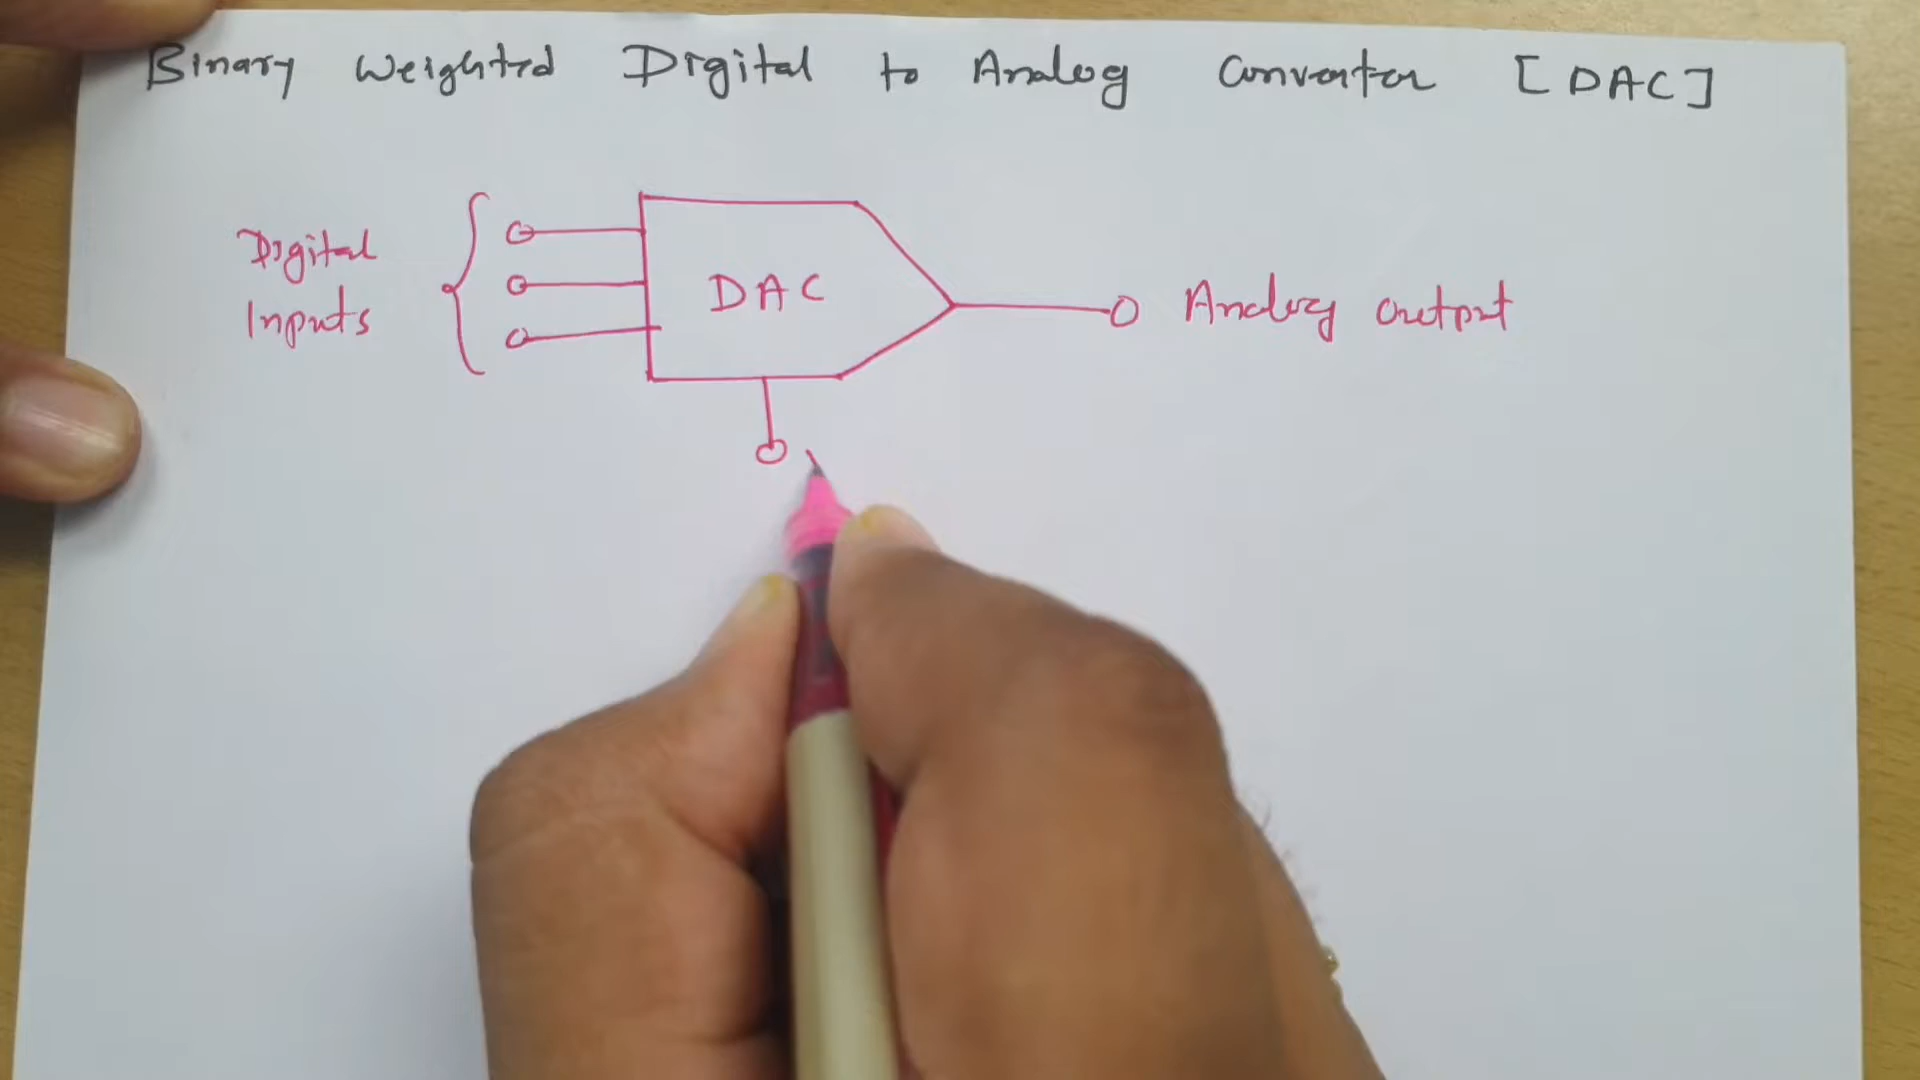 Binary Weighted Digital to Analog Converter [DAC]
Digital
Inputs
DAC
Analog output